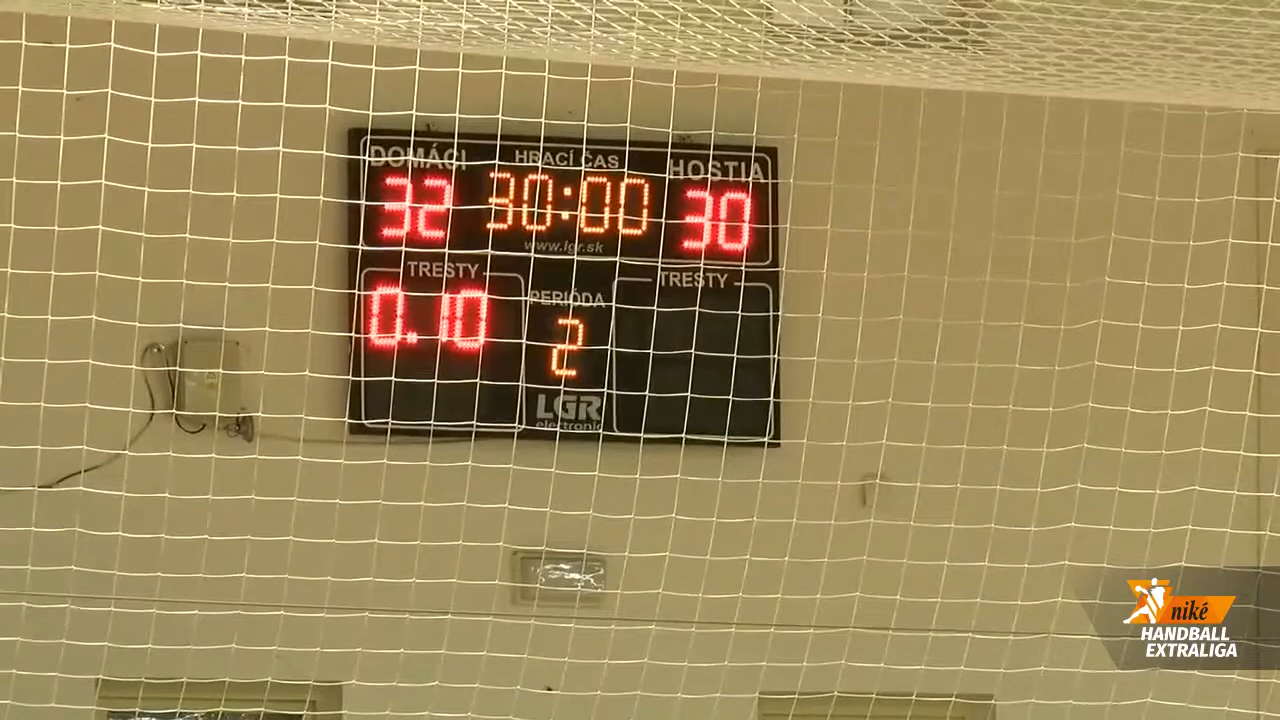 DOMÁCI HRACÍ ČAS HOSTIA
32 30:00 30
www.lgr.sk
TRESTY TRESTY
PERIÓDA
0.10
2
LGR
electronic
niké
HANDBALL
EXTRALIGA